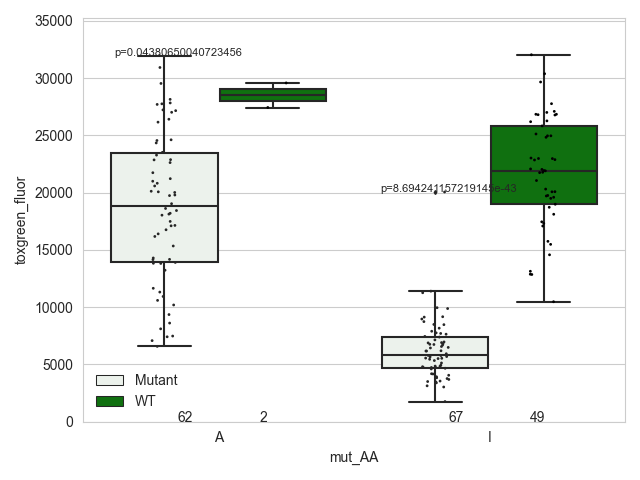 35000
p=0.04380650040723456
30000
25000
20000
p=8.694241157219145e-43
15000
10000
5000
0
toxgreen_fluor
Mutant
WT
62 2 67 49
A I
mut_AA